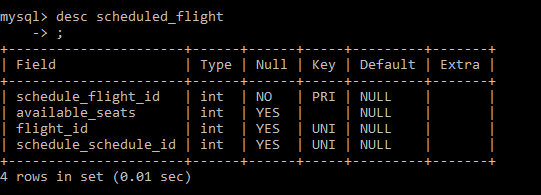 mysql> desc scheduled_flight
    -> ;
+--------------------+------+------+-----+---------+-------+
| Field              | Type | Null | Key | Default | Extra |
+--------------------+------+------+-----+---------+-------+
| schedule_flight_id | int  | NO   | PRI | NULL    |       |
| available_seats    | int  | YES  |     | NULL    |       |
| flight_id          | int  | YES  | UNI | NULL    |       |
| schedule_schedule_id | int  | YES  | UNI | NULL    |       |
+--------------------+------+------+-----+---------+-------+
4 rows in set (0.01 sec)